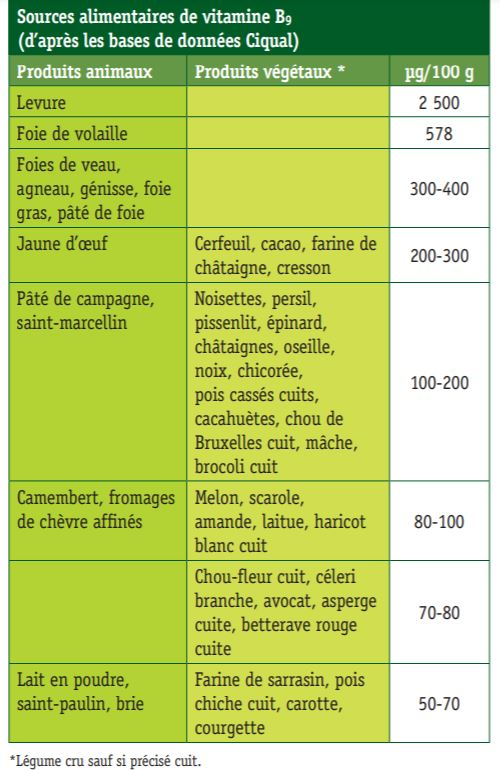 Sources alimentaires de vitamine B9
(d’après les bases de données Ciqual)
Produits animaux Produits végétaux * µg/100 g
Levure 2 500
Foie de volaille 578
Foies de veau,
agneau, génisse, foie
gras, pâté de foie
300-400
Jaune d’œuf
Cerfeuil, cacao, farine de
châtaigne, cresson
200-300
Pâté de campagne,
saint-marcellin
Noisettes, persil,
pissenlit, épinard,
châtaignes, oseille,
noix, chicorée,
pois cassés cuits,
cacahuètes, chou de
Bruxelles cuit, mâche,
brocoli cuit
100-200
Camembert, fromages
de chèvre affinés
Melon, scarole,
amande, laitue, haricot
blanc cuit
80-100
Chou-fleur cuit, céleri
branche, avocat, asperge
cuite, betterave rouge
cuite
70-80
Lait en poudre,
saint-paulin, brie
Farine de sarrasin, pois
chiche cuit, carotte,
courgette
50-70
*Légume cru sauf si précisé cuit.